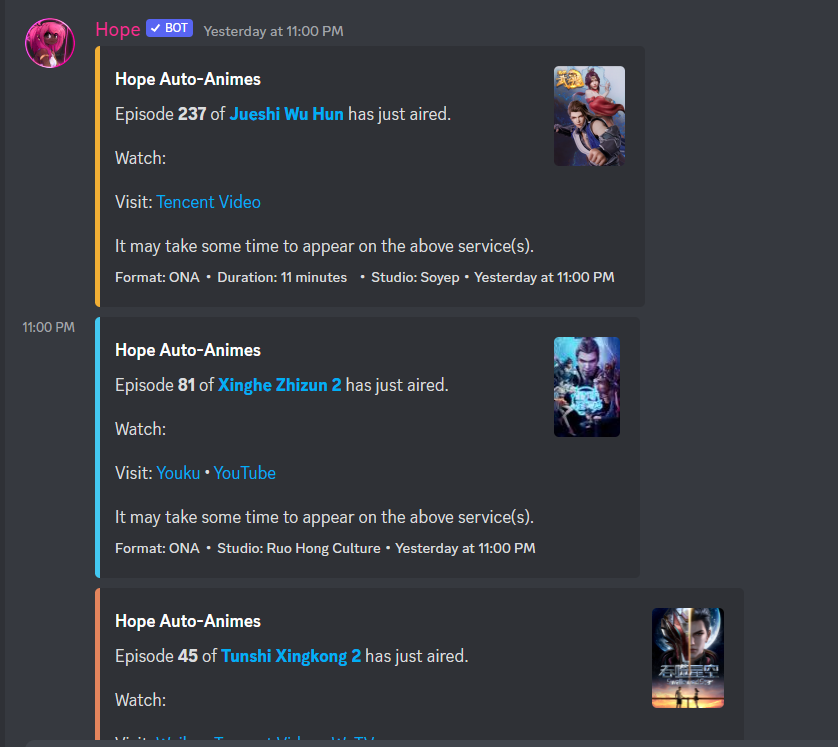 Hope ✓ BOT Yesterday at 11:00 PM
Hope Auto-Animes
Episode 237 of Jueshi Wu Hun has just aired.
Watch:
Visit: Tencent Video
It may take some time to appear on the above service(s).
Format: ONA • Duration: 11 minutes • Studio: Soyep • Yesterday at 11:00 PM
11:00 PM
Hope Auto-Animes
Episode 81 of Xinghe Zhizun 2 has just aired.
Watch:
Visit: Youku • YouTube
It may take some time to appear on the above service(s).
Format: ONA • Studio: Ruo Hong Culture • Yesterday at 11:00 PM
Hope Auto-Animes
Episode 45 of Tunshi Xingkong 2 has just aired.
吞噬星空
Watch: